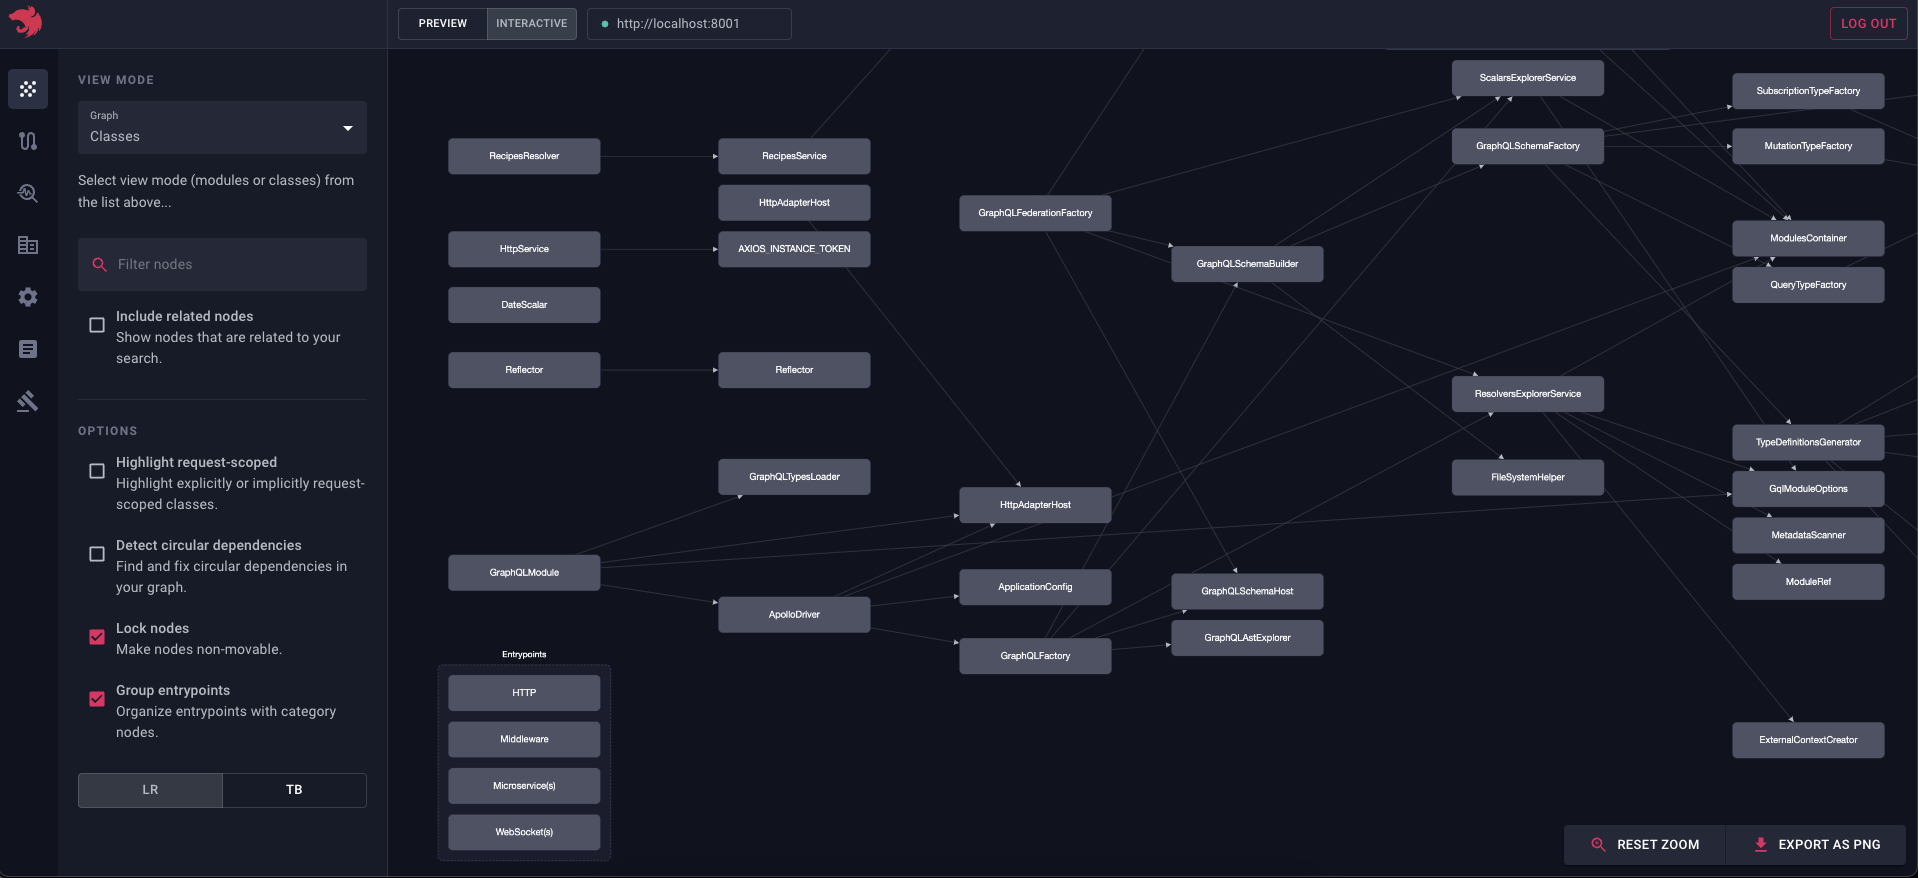 PREVIEW
INTERACTIVE
http://localhost:8001
LOG OUT
VIEW MODE
Graph
Classes
Select view mode (modules or classes) from
the list above...
Filter nodes
Include related nodes
Show nodes that are related to your
search.
OPTIONS
Highlight request-scoped
Highlight explicitly or implicitly request-
scoped classes.
Detect circular dependencies
Find and fix circular dependencies in
your graph.
Lock nodes
Make nodes non-movable.
Group entrypoints
Organize entrypoints with category
nodes.
LR
TB
RecipesResolver
HttpService
DateScalar
Reflector
GraphQLModule
Entrypoints
HTTP
Middleware
Microservice(s)
WebSocket(s)
RecipesService
HttpAdapterHost
AXIOS_INSTANCE_TOKEN
Reflector
GraphQLTypesLoader
ApolloDriver
GraphQLFederationFactory
HttpAdapterHost
ApplicationConfig
GraphQLFactory
GraphQLSchemaBuilder
GraphQLSchemaHost
GraphQLAstExplorer
ScalarsExplorerService
GraphQLSchemaFactory
ResolversExplorerService
FileSystemHelper
SubscriptionTypeFactory
MutationTypeFactory
ModulesContainer
QueryTypeFactory
TypeDefinitionsGenerator
GqlModuleOptions
MetadataScanner
ModuleRef
ExternalContextCreator
RESET ZOOM
EXPORT AS PNG